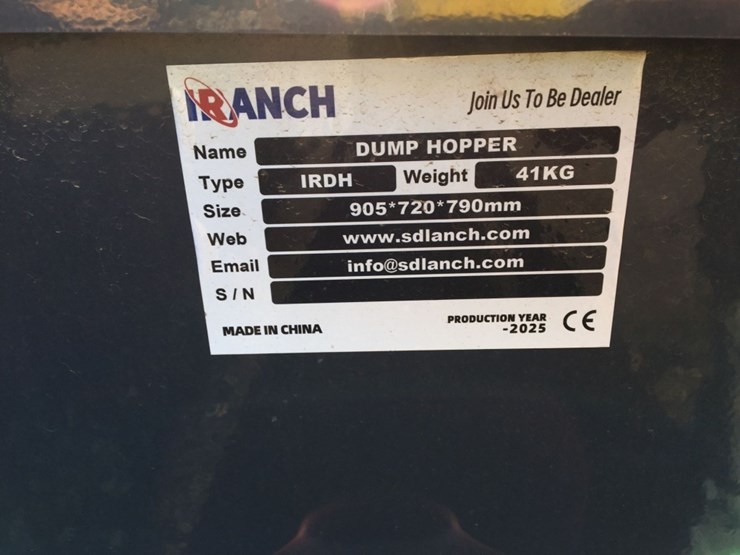 IRANCH
Join Us To Be Dealer
Name DUMP HOPPER
Type IRDH Weight 41KG
Size 905*720*790mm
Web www.sdlanch.com
Email info@sdlanch.com
S/N
MADE IN CHINA
PRODUCTION YEAR
-2025
CE